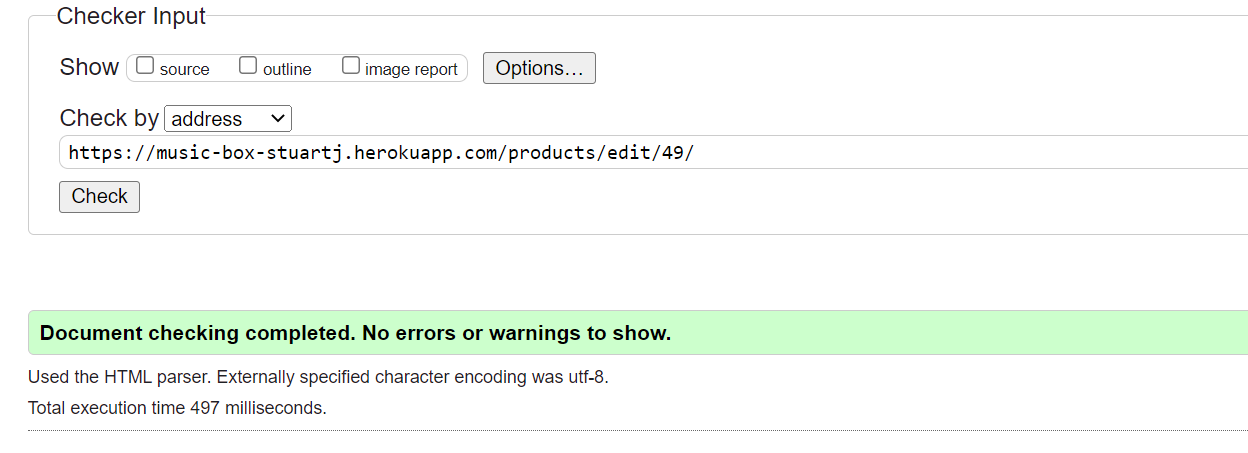 Checker Input
Show source outline image report Options...
Check by address
https://music-box-stuartj.herokuapp.com/products/edit/49/
Check
Document checking completed. No errors or warnings to show.
Used the HTML parser. Externally specified character encoding was utf-8.
Total execution time 497 milliseconds.